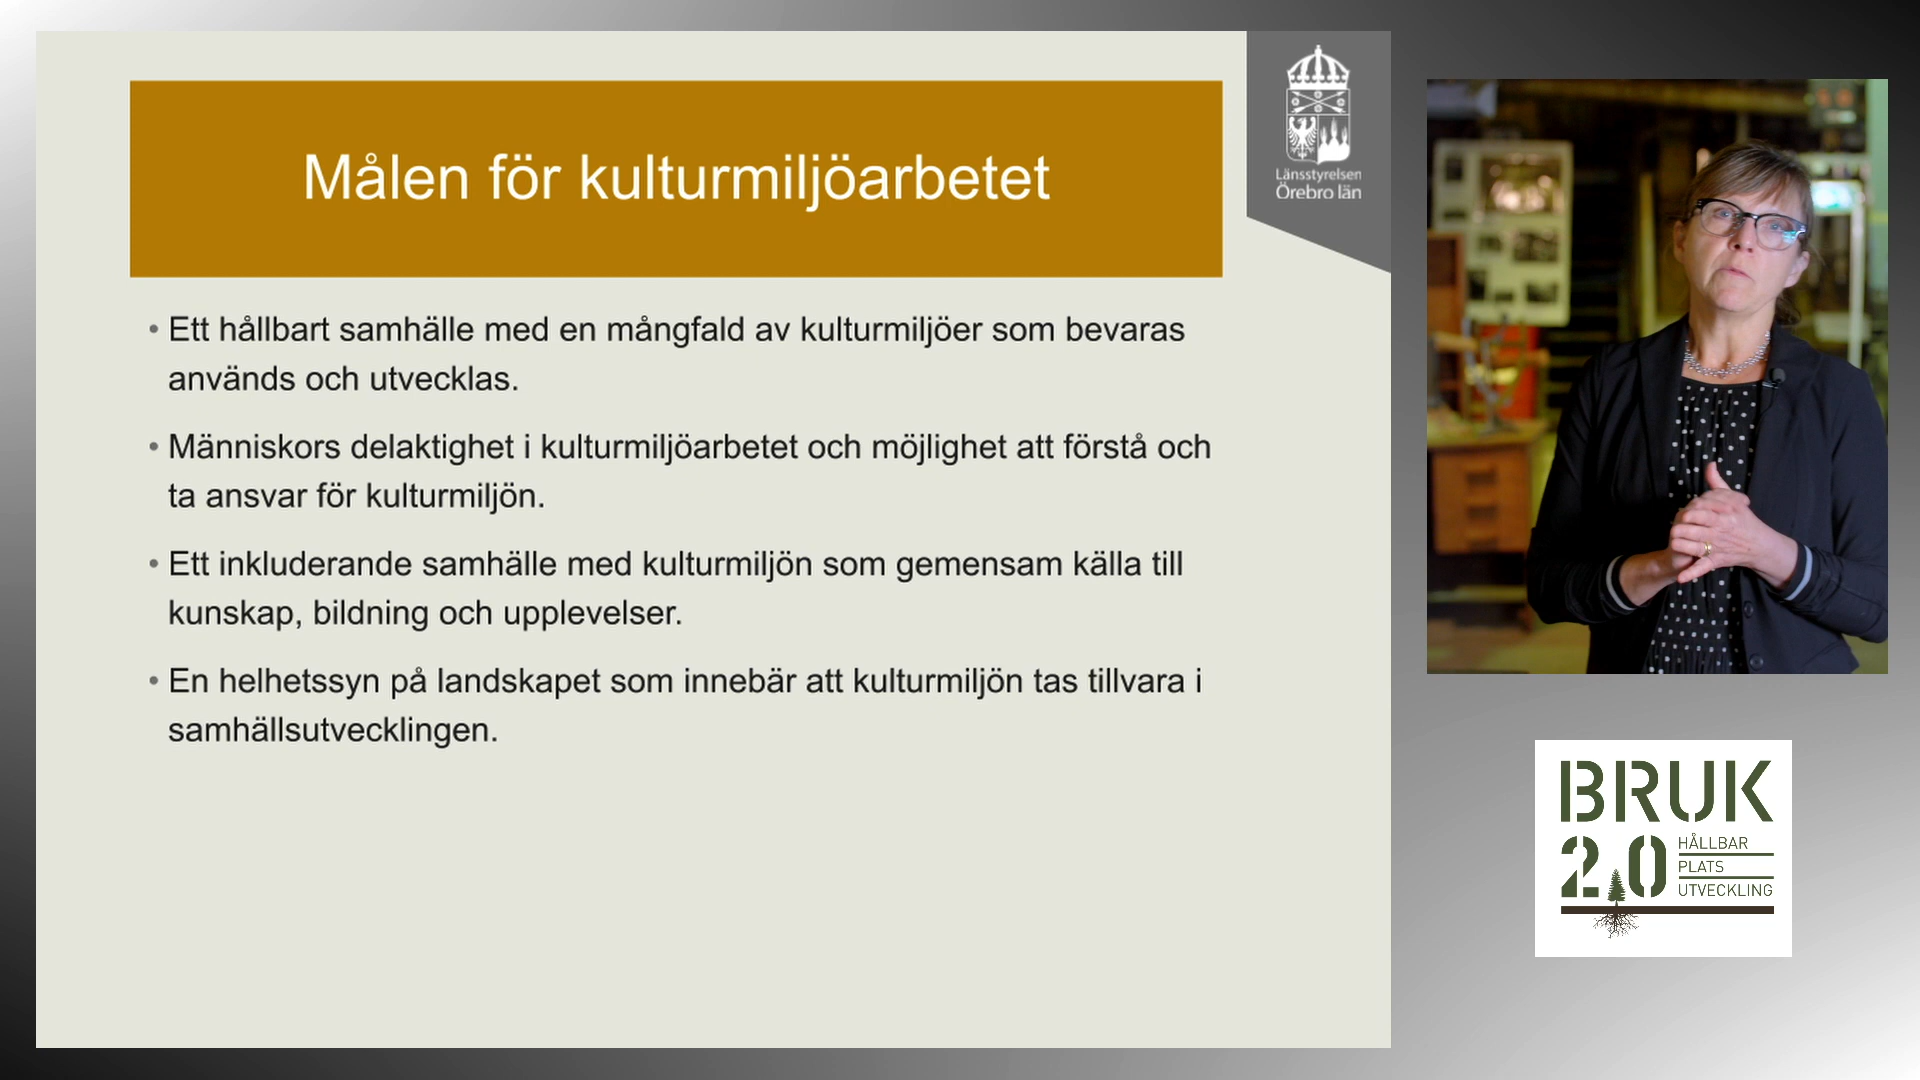 Målen för kulturmiljöarbetet
Länsstyrelsen
Örebro län
• Ett hållbart samhälle med en mångfald av kulturmiljöer som bevaras
används och utvecklas.
• Människors delaktighet i kulturmiljöarbetet och möjlighet att förstå och
ta ansvar för kulturmiljön.
• Ett inkluderande samhälle med kulturmiljön som gemensam källa till
kunskap, bildning och upplevelser.
• En helhetssyn på landskapet som innebär att kulturmiljön tas tillvara i
samhällsutvecklingen.
BRUK
2.0
HÅLLBAR
PLATS
UTVECKLING